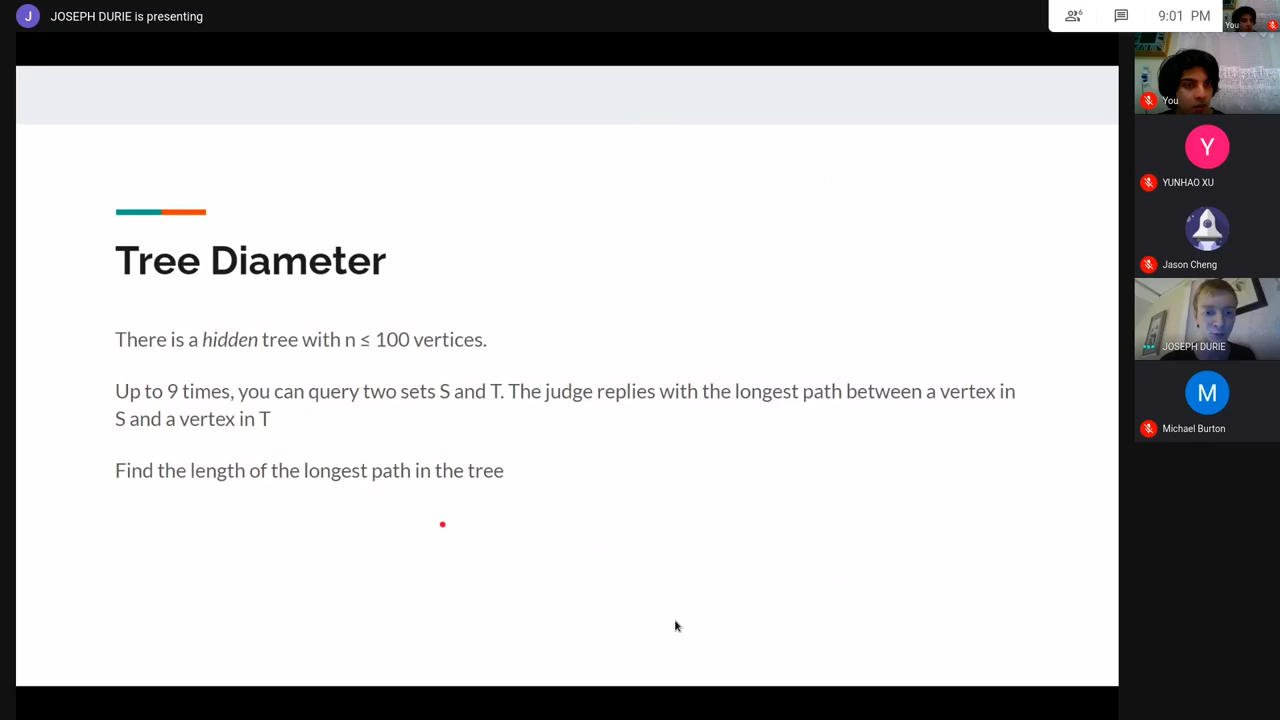 J JOSEPH DURIE is presenting
6
9:01 PM
You
You
Y
YUNHAO XU
Jason Cheng
JOSEPH DURIE
M
Michael Burton
Tree Diameter
There is a hidden tree with n ≤ 100 vertices.
Up to 9 times, you can query two sets S and T. The judge replies with the longest path between a vertex in
S and a vertex in T
Find the length of the longest path in the tree